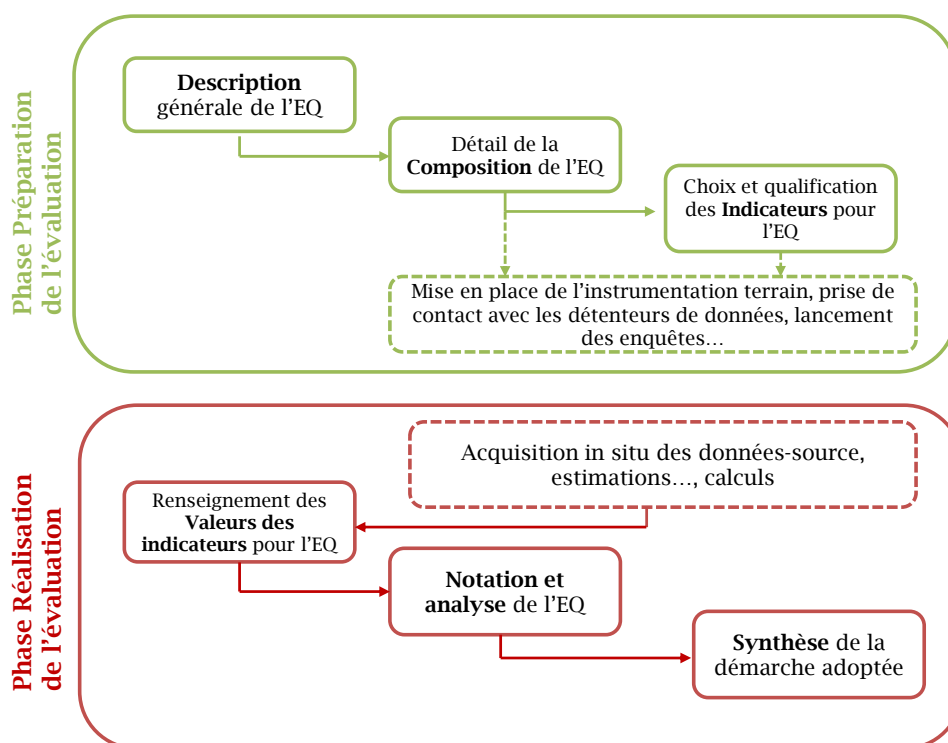 Phase Préparation
de l'évaluation
Description
générale de l'EQ
Détail de la
Composition de l'EQ
Choix et qualification
des Indicateurs pour
l'EQ
Mise en place de l'instrumentation terrain, prise de
contact avec les détenteurs de données, lancement
des enquêtes…
Phase Réalisation
de l'évaluation
Acquisition in situ des données-source,
estimations…, calculs
Renseignement des
Valeurs des
indicateurs pour l'EQ
Notation et
analyse de l'EQ
Synthèse de la
démarche adoptée